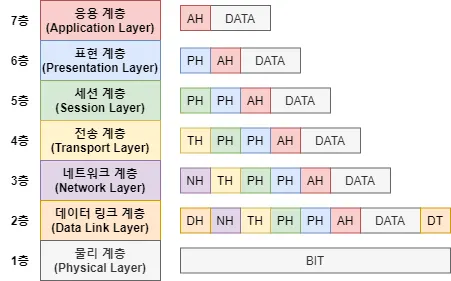 7층 응용 계층 AH DATA
(Application Layer)
6층 표현 계층 PH AH DATA
(Presentation Layer)
5층 세션 계층 PH PH AH DATA
(Session Layer)
4층 전송 계층 TH PH PH AH DATA
(Transport Layer)
3층 네트워크 계층 NH TH PH PH AH DATA
(Network Layer)
2층 데이터 링크 계층 DH NH TH PH PH AH DATA DT
(Data Link Layer)
1층 물리 계층 BIT
(Physical Layer)